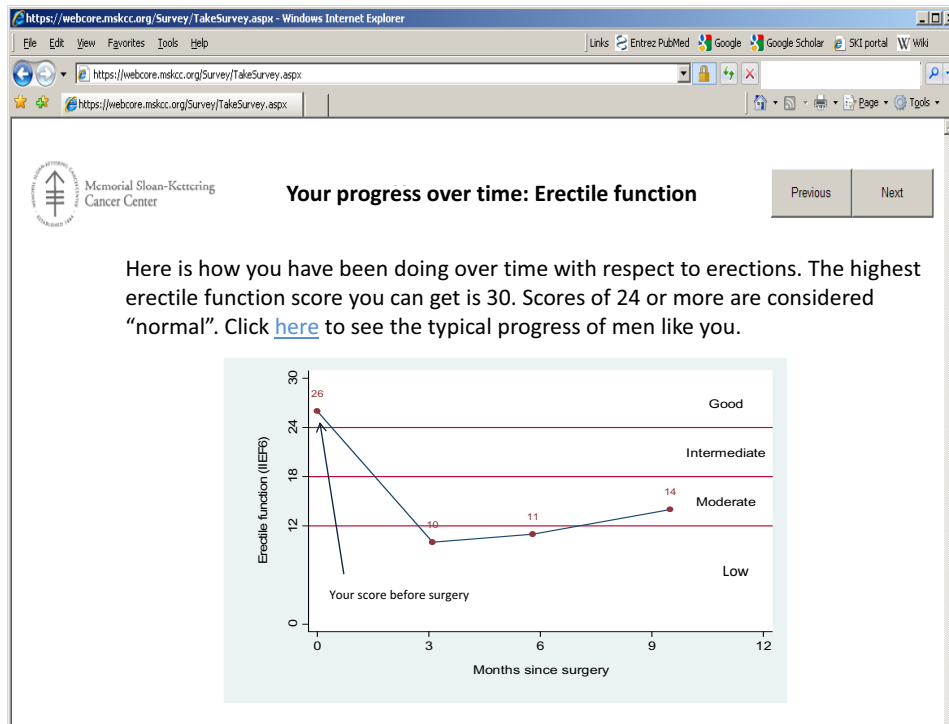 https://webcore.mskcc.org/Survey/TakeSurvey.aspx - Windows Internet Explorer
File Edit View Favorites Tools Help
Links Entrez PubMed Google Google Scholar SKI portal Wiki
https://webcore.mskcc.org/Survey/TakeSurvey.aspx
https://webcore.mskcc.org/Survey/TakeSurvey.aspx
Page Tools
Memorial Sloan-Kettering
Cancer Center
Your progress over time: Erectile function
Previous Next
Here is how you have been doing over time with respect to erections. The highest
erectile function score you can get is 30. Scores of 24 or more are considered
“normal”. Click here to see the typical progress of men like you.
30
26
Good
24
Intermediate
18
14
Moderate
12
10
11
Low
Your score before surgery
0
Erectile function (IIEF6)
0 3 6 9 12
Months since surgery